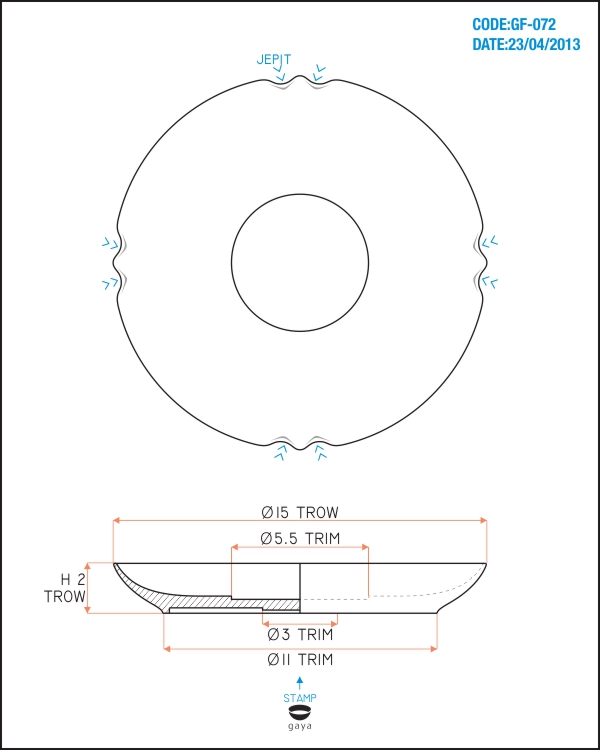 CODE:GF-072
DATE:23/04/2013
JEPIT
Ø15 TROW
Ø5.5 TRIM
H 2
TROW
Ø3 TRIM
Ø11 TRIM
STAMP
gaya